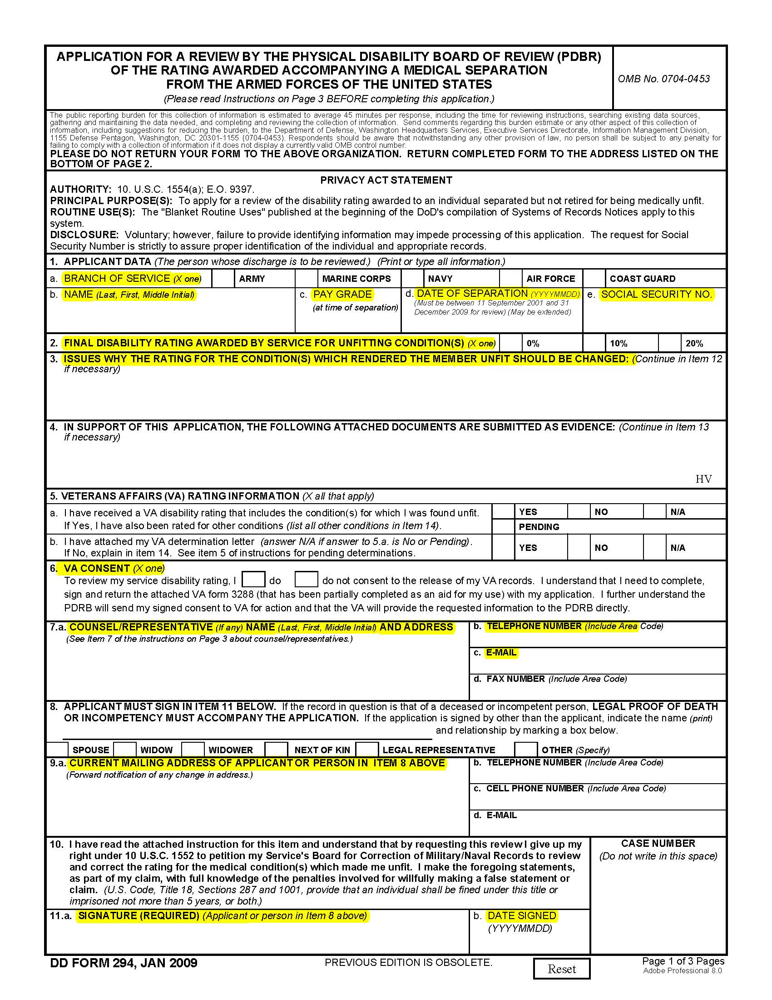 APPLICATION FOR A REVIEW BY THE PHYSICAL DISABILITY BOARD OF REVIEW (PDBR)
OF THE RATING AWARDED ACCOMPANYING A MEDICAL SEPARATION
FROM THE ARMED FORCES OF THE UNITED STATES
(Please read Instructions on Page 3 BEFORE completing this application.)
OMB No. 0704-0453
The public reporting burden for this collection of information is estimated to average 45 minutes per response, including the time for reviewing instructions, searching existing data sources,
gathering and maintaining the data needed, and completing and reviewing the collection of information. Send comments regarding this burden estimate or any other aspect of this collection of
information, including suggestions for reducing the burden, to the Department of Defense, Washington Headquarters Services, Executive Services Directorate, Information Management Division,
1155 Defense Pentagon, Washington, DC 20301-1155 (0704-0453). Respondents should be aware that notwithstanding any other provision of law, no person shall be subject to any penalty for
failing to comply with a collection of information if it does not display a currently valid OMB control number.
PLEASE DO NOT RETURN YOUR FORM TO THE ABOVE ORGANIZATION. RETURN COMPLETED FORM TO THE ADDRESS LISTED ON THE
BOTTOM OF PAGE 2.
PRIVACY ACT STATEMENT
AUTHORITY: 10. U.S.C. 1554(a); E.O. 9397.
PRINCIPAL PURPOSE(S): To apply for a review of the disability rating awarded to an individual separated but not retired for being medically unfit.
ROUTINE USE(S): The "Blanket Routine Uses" published at the beginning of the DoD's compilation of Systems of Records Notices apply to this
system.
DISCLOSURE: Voluntary; however, failure to provide identifying information may impede processing of this application. The request for Social
Security Number is strictly to assure proper identification of the individual and appropriate records.
1. APPLICANT DATA (The person whose discharge is to be reviewed.) (Print or type all information.)
a. BRANCH OF SERVICE (X one) ARMY MARINE CORPS NAVY AIR FORCE COAST GUARD
b. NAME (Last, First, Middle Initial)
c. PAY GRADE
(at time of separation)
d. DATE OF SEPARATION (YYYYMMDD)
(Must be between 11 September 2001 and 31
December 2009 for review) (May be extended)
e. SOCIAL SECURITY NO.
2. FINAL DISABILITY RATING AWARDED BY SERVICE FOR UNFITTING CONDITION(S) (X one) 0% 10% 20%
3. ISSUES WHY THE RATING FOR THE CONDITION(S) WHICH RENDERED THE MEMBER UNFIT SHOULD BE CHANGED: (Continue in Item 12
if necessary)
4. IN SUPPORT OF THIS APPLICATION, THE FOLLOWING ATTACHED DOCUMENTS ARE SUBMITTED AS EVIDENCE: (Continue in Item 13
if necessary)
HV
5. VETERANS AFFAIRS (VA) RATING INFORMATION (X all that apply)
a. I have received a VA disability rating that includes the condition(s) for which I was found unfit.
If Yes, I have also been rated for other conditions (list all other conditions in Item 14).
YES NO N/A
PENDING
b. I have attached my VA determination letter (answer N/A if answer to 5.a. is No or Pending).
If No, explain in item 14. See item 5 of instructions for pending determinations.
YES NO N/A
6. VA CONSENT (X one)
To review my service disability rating, I do do not consent to the release of my VA records. I understand that I need to complete,
sign and return the attached VA form 3288 (that has been partially completed as an aid for my use) with my application. I further understand the
PDRB will send my signed consent to VA for action and that the VA will provide the requested information to the PDRB directly.
7.a. COUNSEL/REPRESENTATIVE (If any) NAME (Last, First, Middle Initial) AND ADDRESS
(See Item 7 of the instructions on Page 3 about counsel/representatives.)
b. TELEPHONE NUMBER (Include Area Code)
c. E-MAIL
d. FAX NUMBER (Include Area Code)
8. APPLICANT MUST SIGN IN ITEM 11 BELOW. If the record in question is that of a deceased or incompetent person, LEGAL PROOF OF DEATH
OR INCOMPETENCY MUST ACCOMPANY THE APPLICATION. If the application is signed by other than the applicant, indicate the name (print)
and relationship by marking a box below.
SPOUSE WIDOW WIDOWER NEXT OF KIN LEGAL REPRESENTATIVE OTHER (Specify)
9.a. CURRENT MAILING ADDRESS OF APPLICANT OR PERSON IN ITEM 8 ABOVE
(Forward notification of any change in address.)
b. TELEPHONE NUMBER (Include Area Code)
c. CELL PHONE NUMBER (Include Area Code)
d. E-MAIL
10. I have read the attached instruction for this item and understand that by requesting this review I give up my
right under 10 U.S.C. 1552 to petition my Service's Board for Correction of Military/Naval Records to review
and correct the rating for the medical condition(s) which made me unfit. I make the foregoing statements,
as part of my claim, with full knowledge of the penalties involved for willfully making a false statement or
claim. (U.S. Code, Title 18, Sections 287 and 1001, provide that an individual shall be fined under this title or
imprisoned not more than 5 years, or both.)
CASE NUMBER
(Do not write in this space)
11.a. SIGNATURE (REQUIRED) (Applicant or person in Item 8 above)
b. DATE SIGNED
(YYYYMMDD)
DD FORM 294, JAN 2009
PREVIOUS EDITION IS OBSOLETE.
Reset
Page 1 of 3 Pages
Adobe Professional 8.0